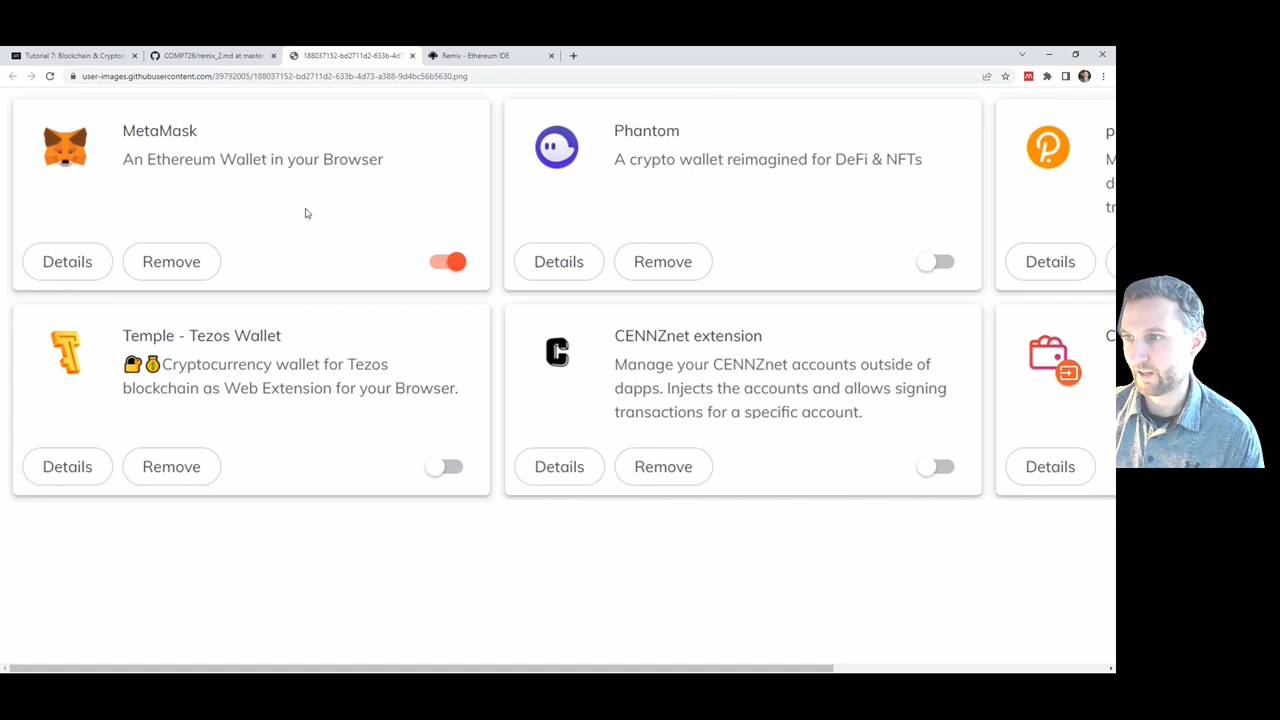 Tutorial 7: Blockchain & Cryptoc
COMP726/remix_2.md at master
188037152-bd2711d2-633b-4d7
Remix - Ethereum IDE
user-images.githubusercontent.com/39792005/188037152-bd2711d2-633b-4d73-a388-9d4bc56b5630.png
MetaMask
An Ethereum Wallet in your Browser
Details
Remove
Phantom
A crypto wallet reimagined for DeFi & NFTs
Details
Remove
p
M
d
tr
Details
Temple - Tezos Wallet
🔐💰Cryptocurrency wallet for Tezos
blockchain as Web Extension for your Browser.
Details
Remove
CENNZnet extension
Manage your CENNZnet accounts outside of
dapps. Injects the accounts and allows signing
transactions for a specific account.
Details
Remove
C
Details